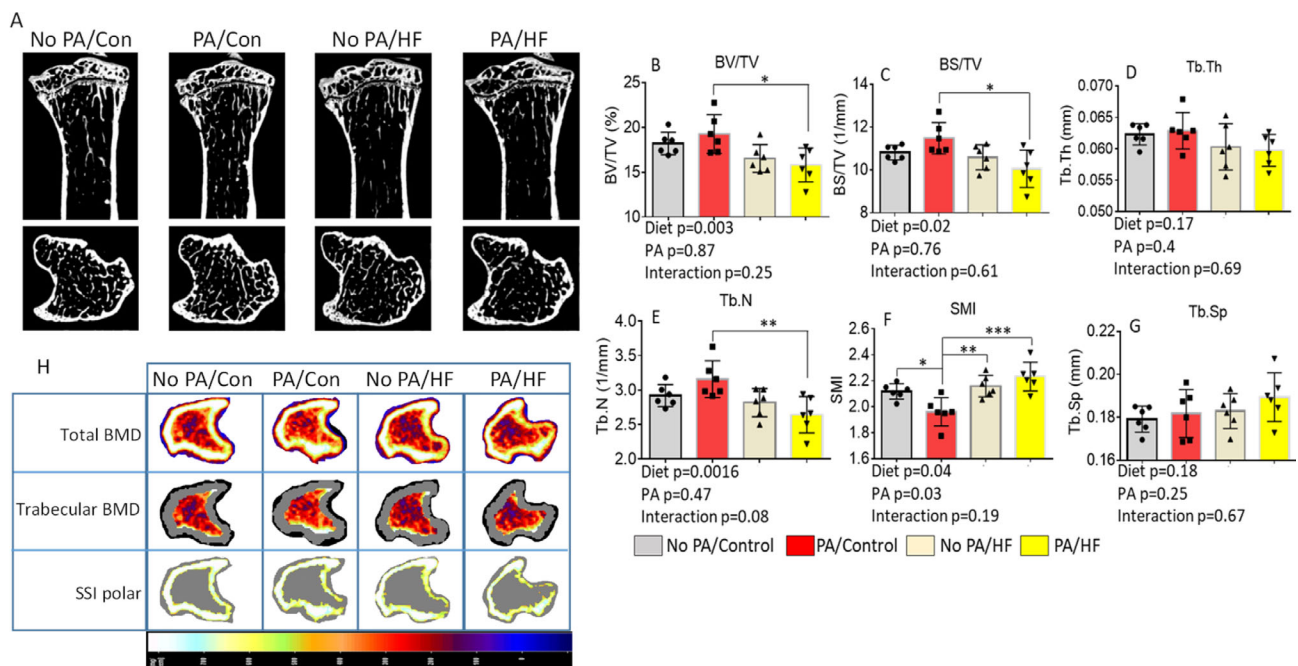 A
No PA/Con PA/Con No PA/HF PA/HF
B BV/TV
*
BV/TV (%)
25
20
15
10
Diet p=0.003
PA p=0.87
Interaction p=0.25
C BS/TV
*
BS/TV (1/mm)
14
12
10
8
Diet p=0.02
PA p=0.76
Interaction p=0.61
D Tb.Th
Tb.Th (mm)
0.070
0.065
0.060
0.055
0.050
Diet p=0.17
PA p=0.4
Interaction p=0.69
E Tb.N
**
Tb.N (1/mm)
4.0
3.5
3.0
2.5
2.0
Diet p=0.0016
PA p=0.47
Interaction p=0.08
F SMI
* ** ***
SMI
2.6
2.4
2.2
2.0
1.8
1.6
Diet p=0.04
PA p=0.03
Interaction p=0.19
G Tb.Sp
Tb.Sp (mm)
0.22
0.20
0.18
0.16
Diet p=0.18
PA p=0.25
Interaction p=0.67
No PA/Control PA/Control No PA/HF PA/HF
H
No PA/Con PA/Con No PA/HF PA/HF
Total BMD
Trabecular BMD
SSI polar